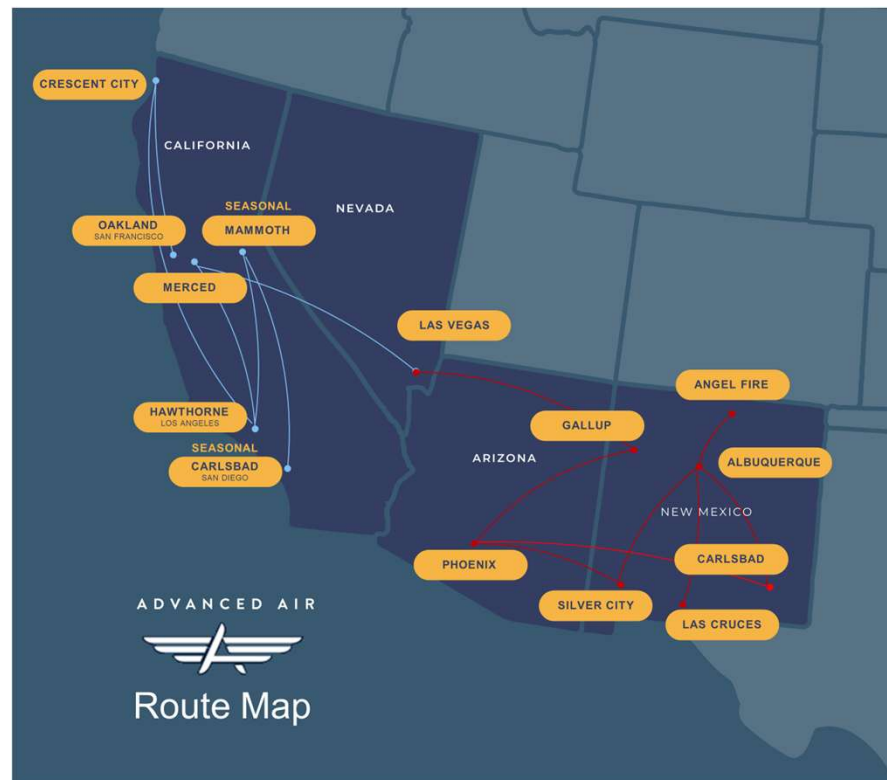 CRESCENT CITY
CALIFORNIA
SEASONAL
MAMMOTH
NEVADA
OAKLAND
SAN FRANCISCO
MERCED
LAS VEGAS
ANGEL FIRE
HAWTHORNE
LOS ANGELES
GALLUP
SEASONAL
CARLSBAD
SAN DIEGO
ARIZONA
ALBUQUERQUE
NEW MEXICO
PHOENIX
CARLSBAD
SILVER CITY
LAS CRUCES
ADVANCED AIR
Route Map